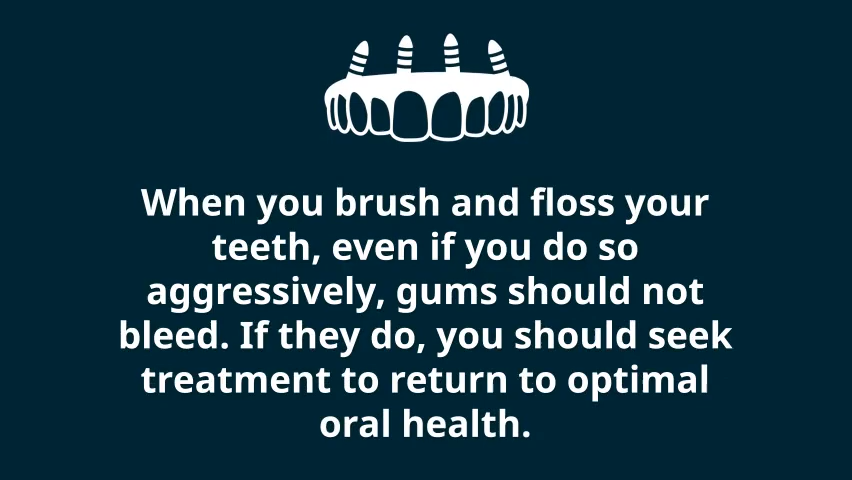 When you brush and floss your
teeth, even if you do so
aggressively, gums should not
bleed. If they do, you should seek
treatment to return to optimal
oral health.